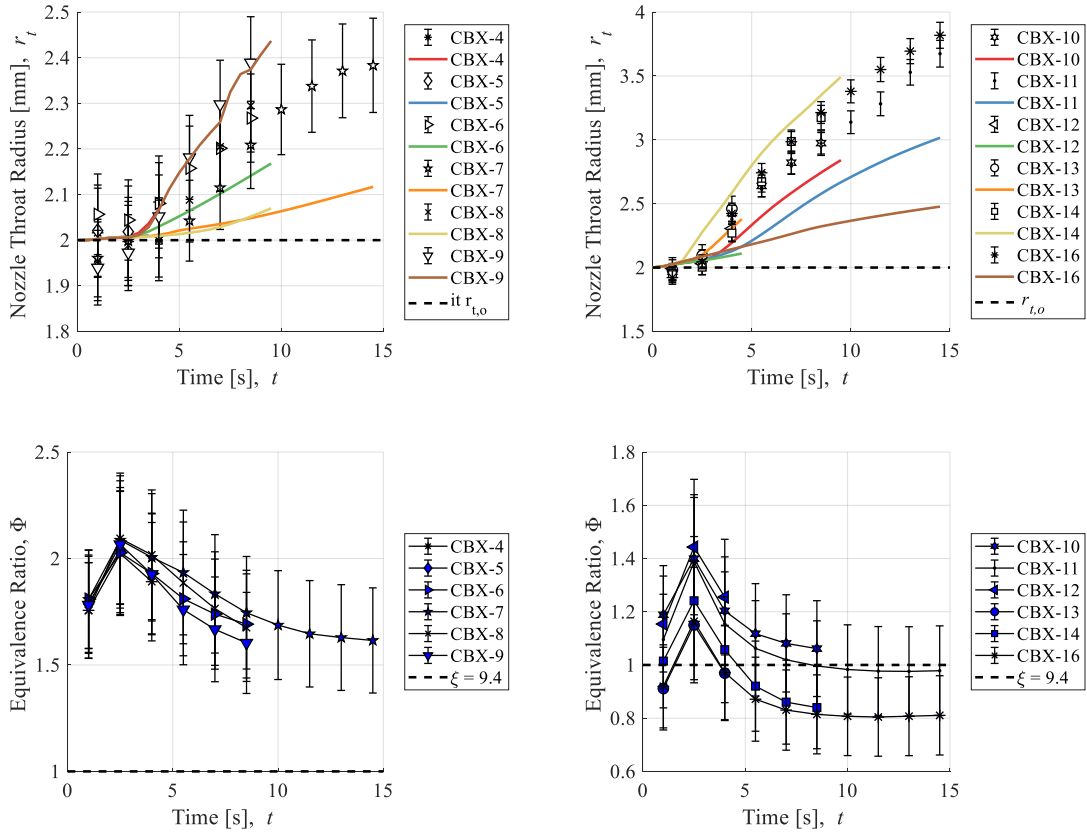 2.5
2.4
2.3
2.2
2.1
2
1.9
1.8
Nozzle Throat Radius [mm], r_t
0 5 10 15
Time [s], t
CBX-4
CBX-4
CBX-5
CBX-5
CBX-6
CBX-6
CBX-7
CBX-7
CBX-8
CBX-8
CBX-9
CBX-9
it r_t,o
4
3.5
3
2.5
2
1.5
Nozzle Throat Radius [mm], r_t
0 5 10 15
Time [s], t
CBX-10
CBX-10
CBX-11
CBX-11
CBX-12
CBX-12
CBX-13
CBX-13
CBX-14
CBX-14
CBX-16
CBX-16
r_t,o
2.5
2
1.5
1
Equivalence Ratio, Φ
0 5 10 15
Time [s], t
CBX-4
CBX-5
CBX-6
CBX-7
CBX-8
CBX-9
ξ = 9.4
1.8
1.6
1.4
1.2
1
0.8
0.6
Equivalence Ratio, Φ
0 5 10 15
Time [s], t
CBX-10
CBX-11
CBX-12
CBX-13
CBX-14
CBX-16
ξ = 9.4